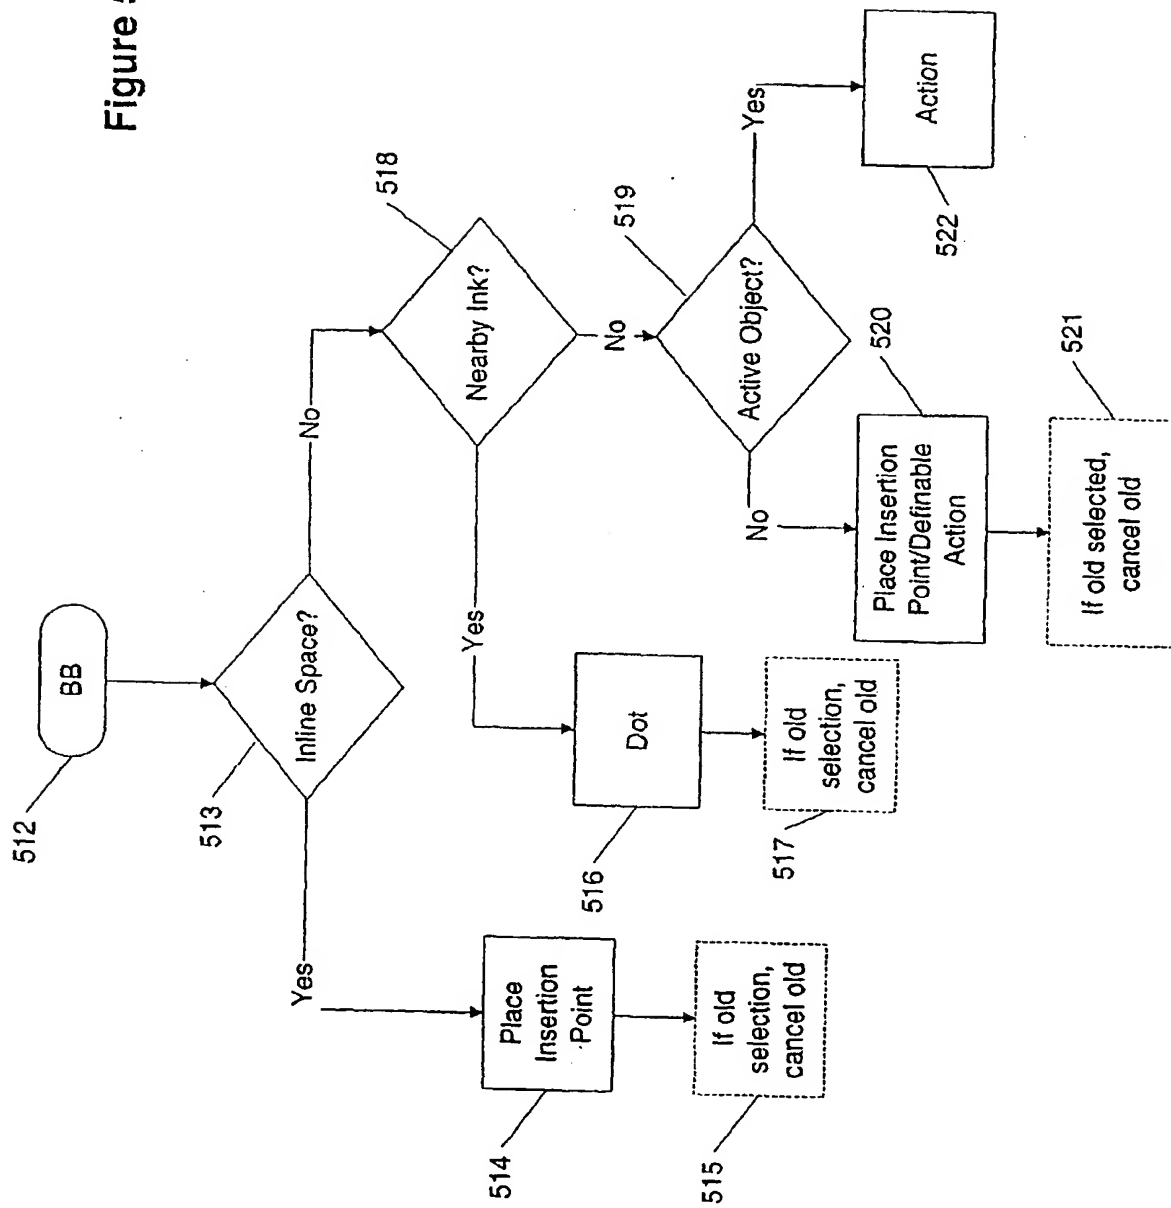 Figure 5
512
BB
513
Inline Space?
Yes
No
514
Place
Insertion
Point
515
If old
selection,
cancel old
518
Nearby Ink?
Yes
No
516
Dot
517
If old
selection,
cancel old
519
Active Object?
Yes
No
520
Place Insertion
Point/Definable
Action
521
If old selected,
cancel old
522
Action